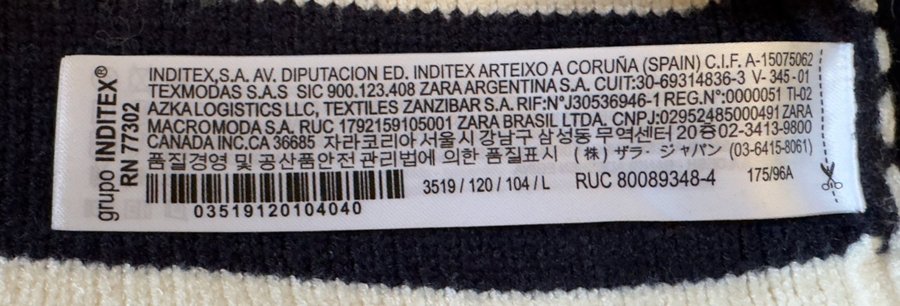 grupo INDITEX®
RN 77302
INDITEX,S.A. AV. DIPUTACION ED. INDITEX ARTEIXO A CORUÑA (SPAIN) C.I.F. A-15075062
TEXMODAS S.A.S SIC 900.123.408 ZARA ARGENTINA S.A. CUIT:30-69314836-3 V- 345-01
AZKALOGISTICS LLC, TEXTILES ZANZIBAR S.A. RIF:N°J30536946-1 REG.N°:0000051 TI-02
MACROMODA S.A. RUC 1792159105001 ZARA BRASIL LTDA. CNPJ:02952485000491 ZARA
CANADA INC.CA 36685 자라코리아 서울시 강남구 삼성동 무역센터 20층02-3413-9800
품질경영 및 공산품안전 관리법에 의한 품질표시 (株) ザラ・ジャパン (03-6415-8061)
3519 / 120 / 104 / L RUC 80089348-4 175/96A
03519120104040